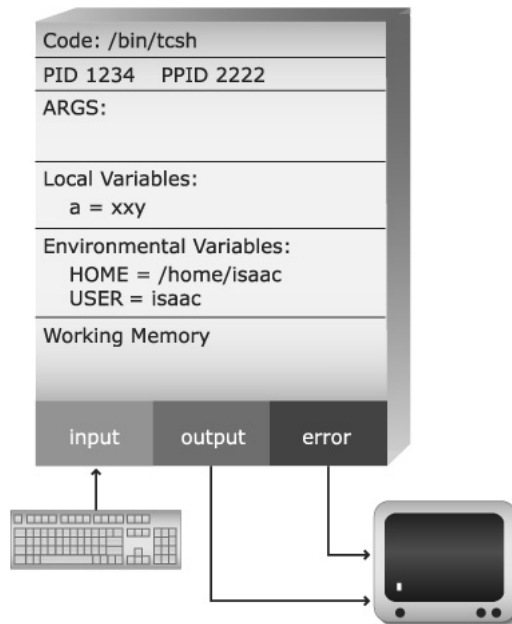 Code: /bin/tcsh
PID 1234 PPID 2222
ARGS:
Local Variables:
a = xxy
Environmental Variables:
HOME = /home/isaac
USER = isaac
Working Memory
input output error